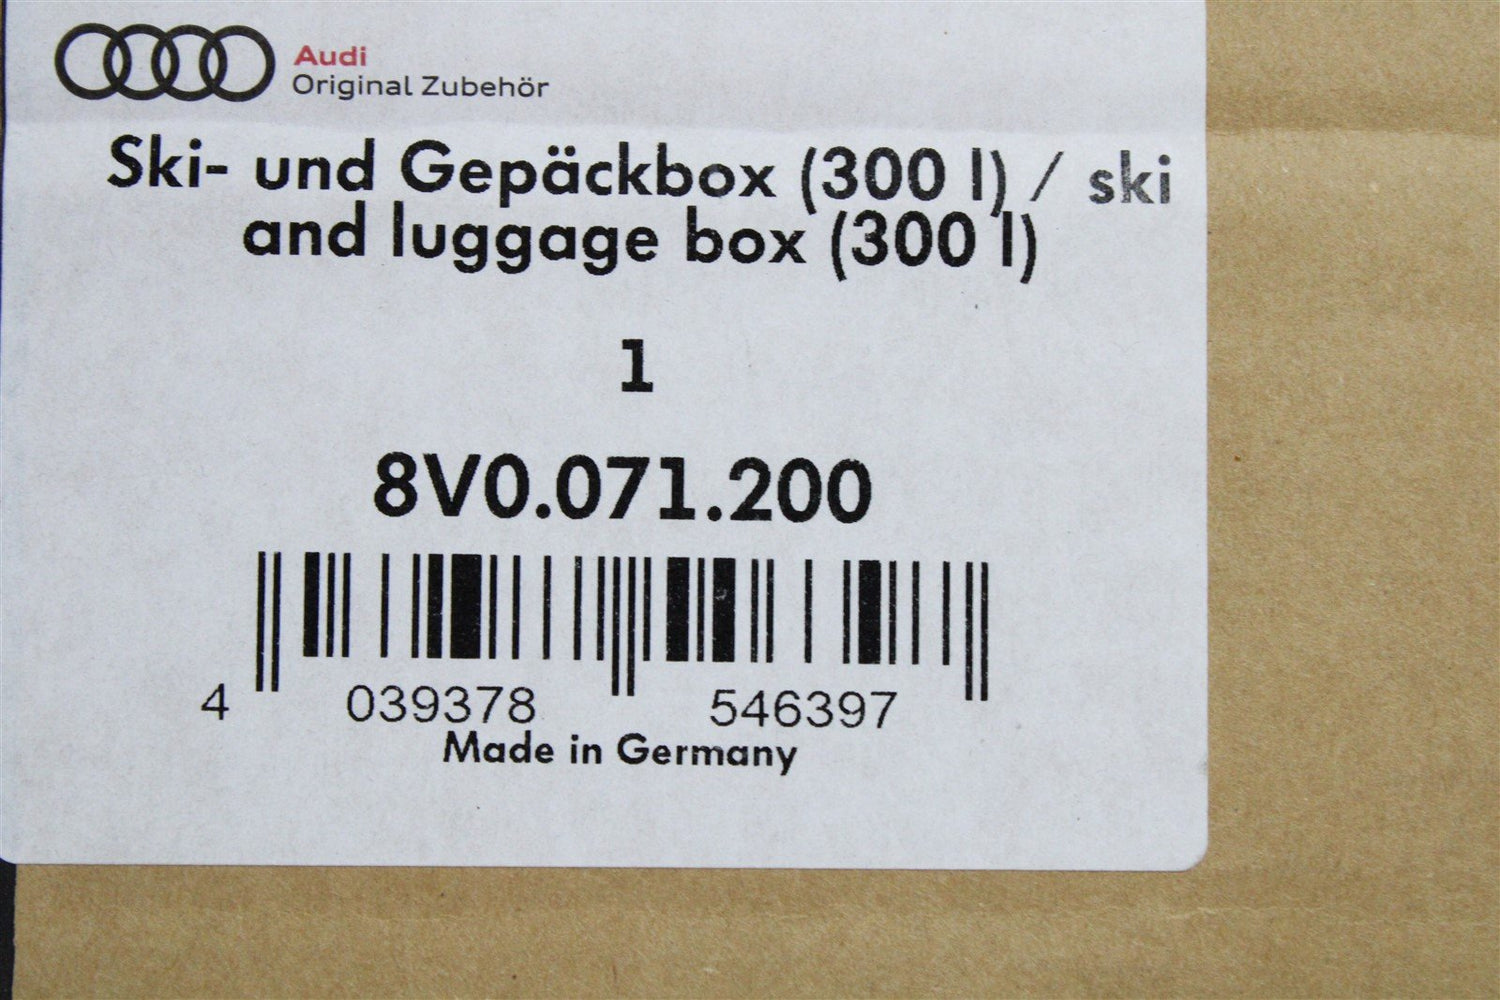 Audi
Original Zubehör
Ski- und Gepäckbox (300 l) / ski
and luggage box (300 l)
1
8V0.071.200
4 039378 546397
Made in Germany